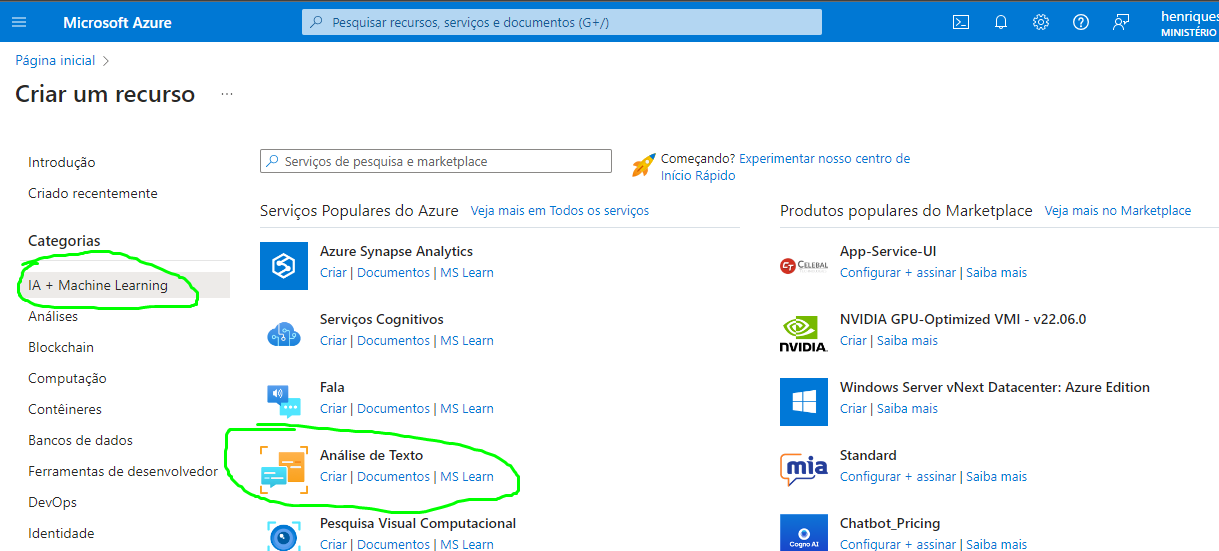 Microsoft Azure
Pesquisar recursos, serviços e documentos (G+/)
henriques
MINISTÉRIO
Página inicial >
Criar um recurso ...
Introdução
Criado recentemente
Categorias
IA + Machine Learning
Análises
Blockchain
Computação
Contêineres
Bancos de dados
Ferramentas de desenvolvedor
DevOps
Identidade
Serviços de pesquisa e marketplace
Começando? Experimentar nosso centro de
Início Rápido
Serviços Populares do Azure Veja mais em Todos os serviços
Azure Synapse Analytics
Criar | Documentos | MS Learn
Serviços Cognitivos
Criar | Documentos | MS Learn
Fala
Criar | Documentos | MS Learn
Análise de Texto
Criar | Documentos | MS Learn
Pesquisa Visual Computacional
Criar | Documentos | MS Learn
Produtos populares do Marketplace Veja mais no Marketplace
CT CELEBAL
App-Service-UI
Configurar + assinar | Saiba mais
NVIDIA.
NVIDIA GPU-Optimized VMI - v22.06.0
Criar | Saiba mais
Windows Server vNext Datacenter: Azure Edition
Criar | Saiba mais
mia
Standard
Configurar + assinar | Saiba mais
Cogno AI
Chatbot_Pricing
Configurar + assinar | Saiba mais